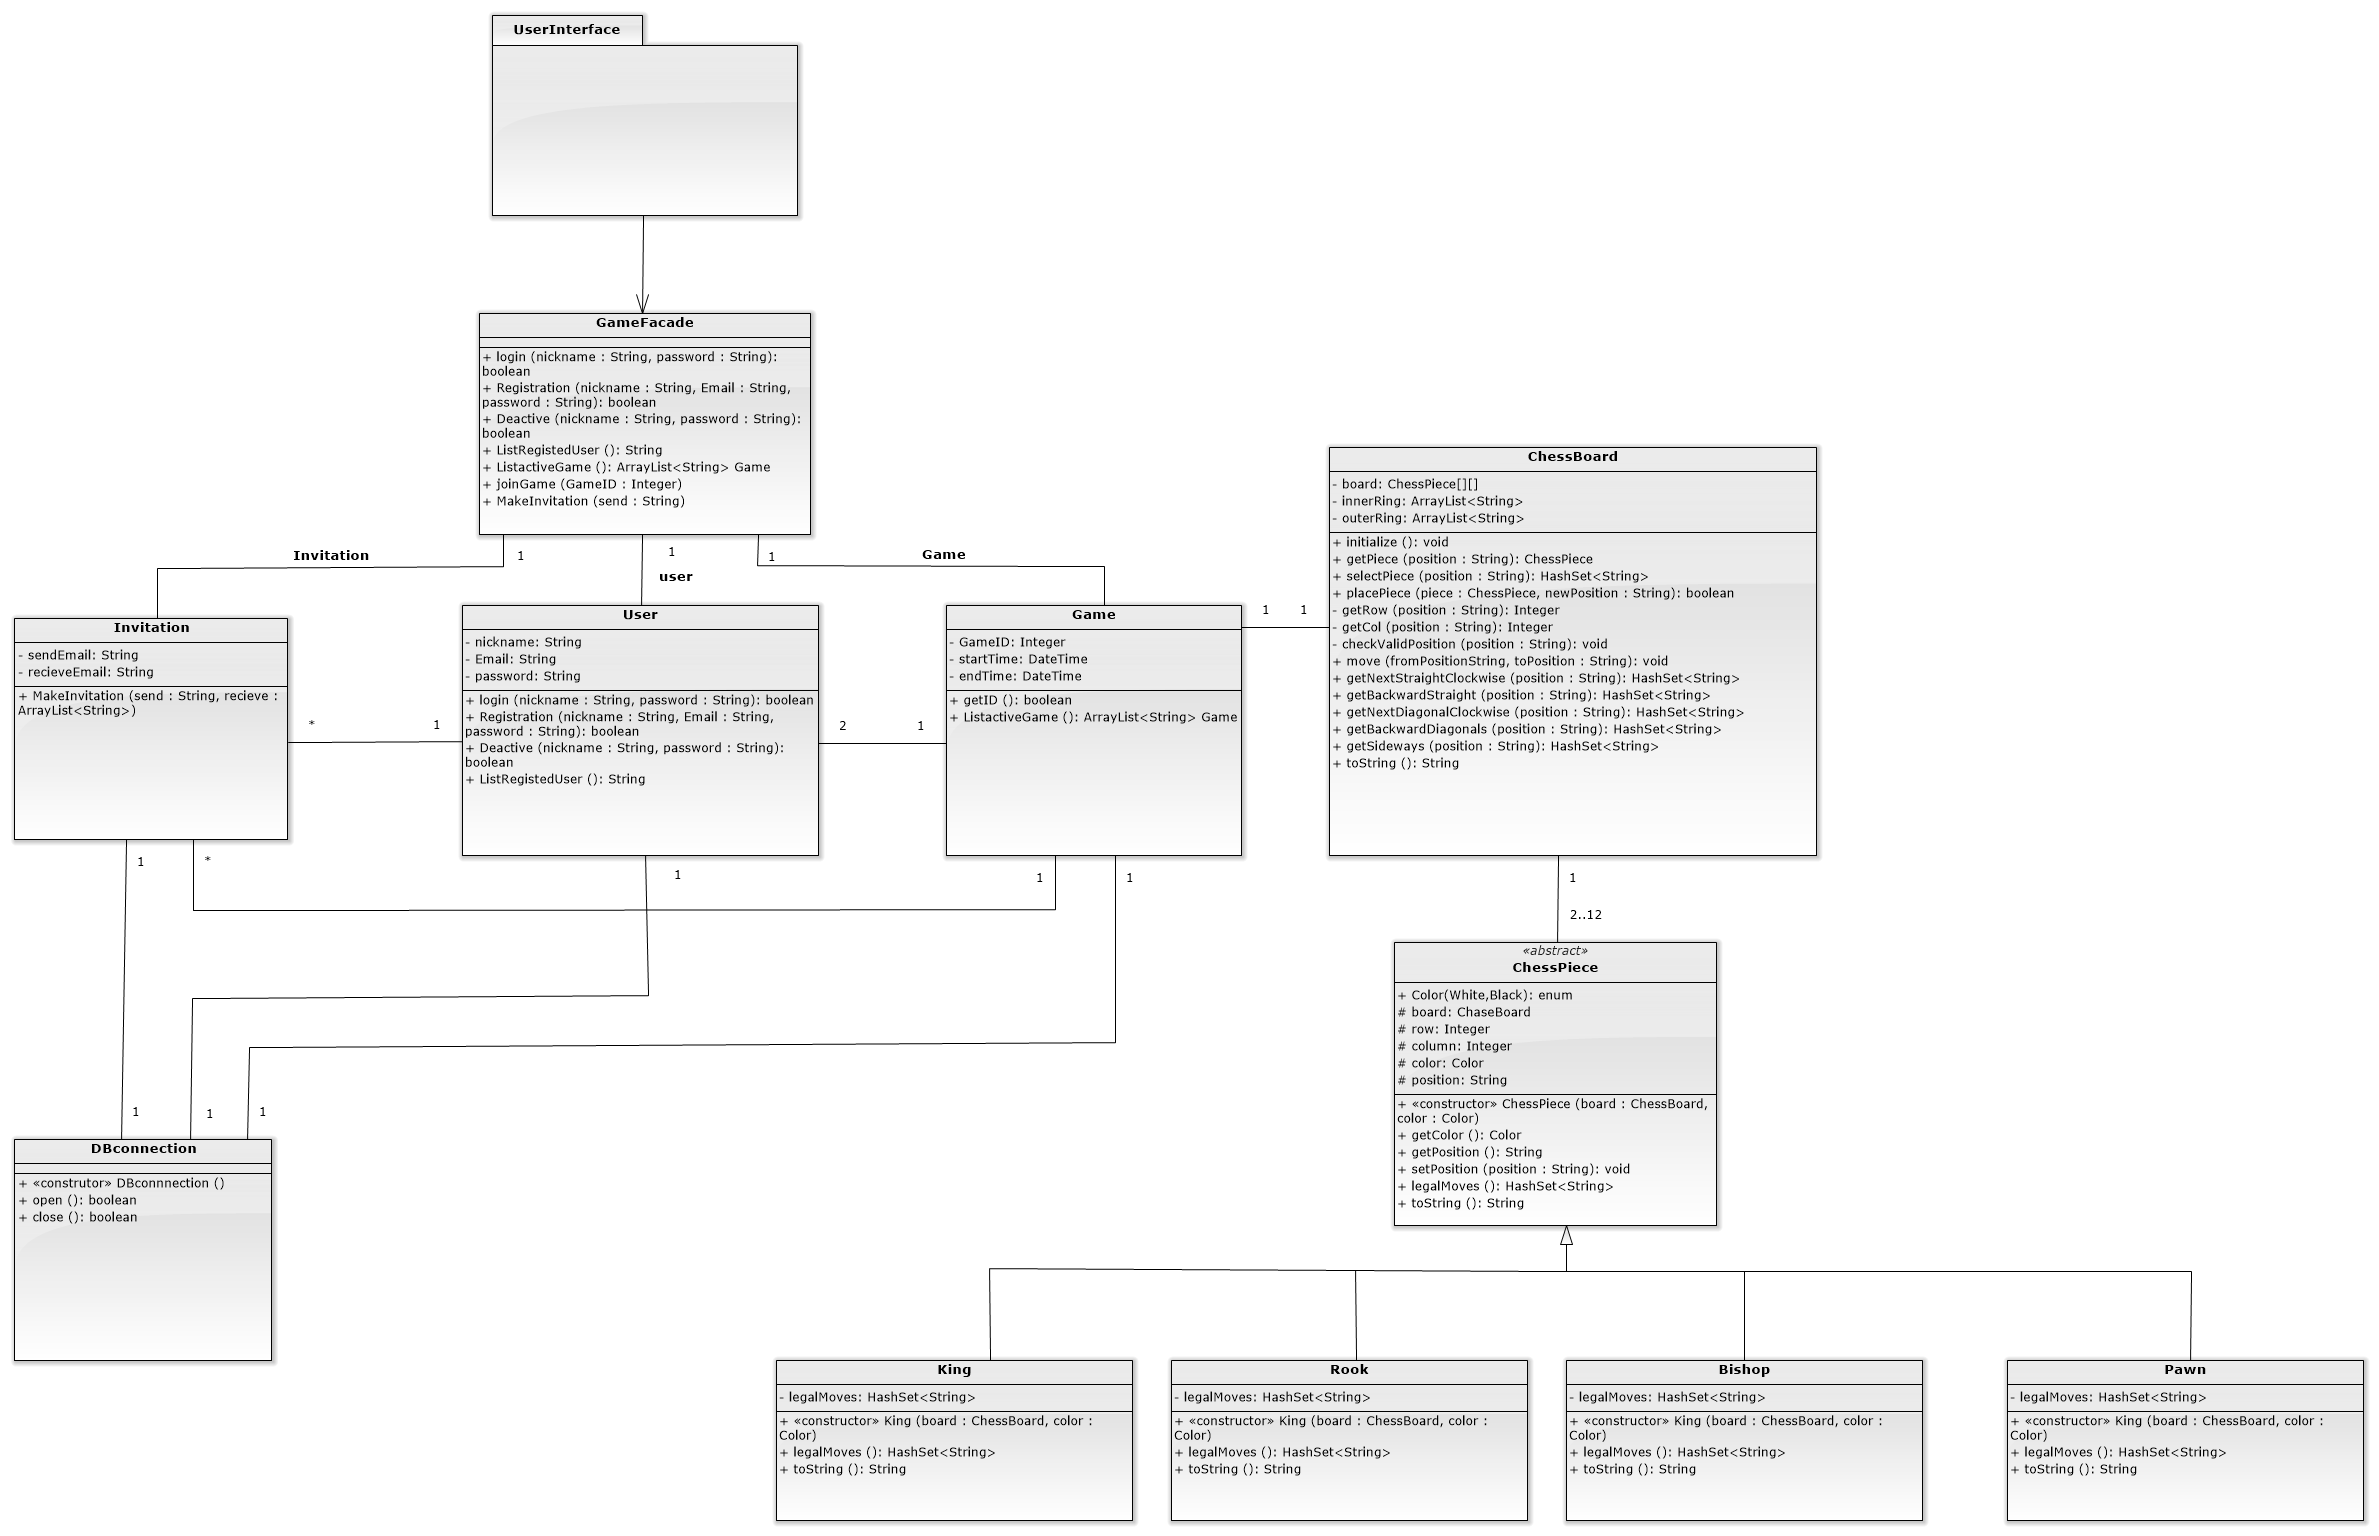 UserInterface
GameFacade
+ login (nickname : String, password : String):
boolean
+ Registration (nickname : String, Email : String,
password : String): boolean
+ Deactive (nickname : String, password : String):
boolean
+ ListRegistedUser (): String
+ ListactiveGame (): ArrayList<String> Game
+ joinGame (GameID : Integer)
+ MakeInvitation (send : String)
Invitation
1
1
user
1
Game
Invitation
- sendEmail: String
- recieveEmail: String
+ MakeInvitation (send : String, recieve :
ArrayList<String>)
*
1
User
- nickname: String
- Email: String
- password: String
+ login (nickname : String, password : String): boolean
+ Registration (nickname : String, Email : String,
password : String): boolean
+ Deactive (nickname : String, password : String):
boolean
+ ListRegistedUser (): String
2
1
Game
- GameID: Integer
- startTime: DateTime
- endTime: DateTime
+ getID (): boolean
+ ListactiveGame (): ArrayList<String> Game
1
1
ChessBoard
- board: ChessPiece[][]
- innerRing: ArrayList<String>
- outerRing: ArrayList<String>
+ initialize (): void
+ getPiece (position : String): ChessPiece
+ selectPiece (position : String): HashSet<String>
+ placePiece (piece : ChessPiece, newPosition : String): boolean
- getRow (position : String): Integer
- getCol (position : String): Integer
- checkValidPosition (position : String): void
+ move (fromPositionString, toPosition : String): void
+ getNextStraightClockwise (position : String): HashSet<String>
+ getBackwardStraight (position : String): HashSet<String>
+ getNextDiagonalClockwise (position : String): HashSet<String>
+ getBackwardDiagonals (position : String): HashSet<String>
+ getSideways (position : String): HashSet<String>
+ toString (): String
1
*
1
1
1
1
2..12
«abstract»
ChessPiece
+ Color(White,Black): enum
# board: ChaseBoard
# row: Integer
# column: Integer
# color: Color
# position: String
+ «constructor» ChessPiece (board : ChessBoard,
color : Color)
+ getColor (): Color
+ getPosition (): String
+ setPosition (position : String): void
+ legalMoves (): HashSet<String>
+ toString (): String
1
1
1
DBconnection
+ «construtor» DBconnnection ()
+ open (): boolean
+ close (): boolean
King
- legalMoves: HashSet<String>
+ «constructor» King (board : ChessBoard, color :
Color)
+ legalMoves (): HashSet<String>
+ toString (): String
Rook
- legalMoves: HashSet<String>
+ «constructor» King (board : ChessBoard, color :
Color)
+ legalMoves (): HashSet<String>
+ toString (): String
Bishop
- legalMoves: HashSet<String>
+ «constructor» King (board : ChessBoard, color :
Color)
+ legalMoves (): HashSet<String>
+ toString (): String
Pawn
- legalMoves: HashSet<String>
+ «constructor» King (board : ChessBoard, color :
Color)
+ legalMoves (): HashSet<String>
+ toString (): String